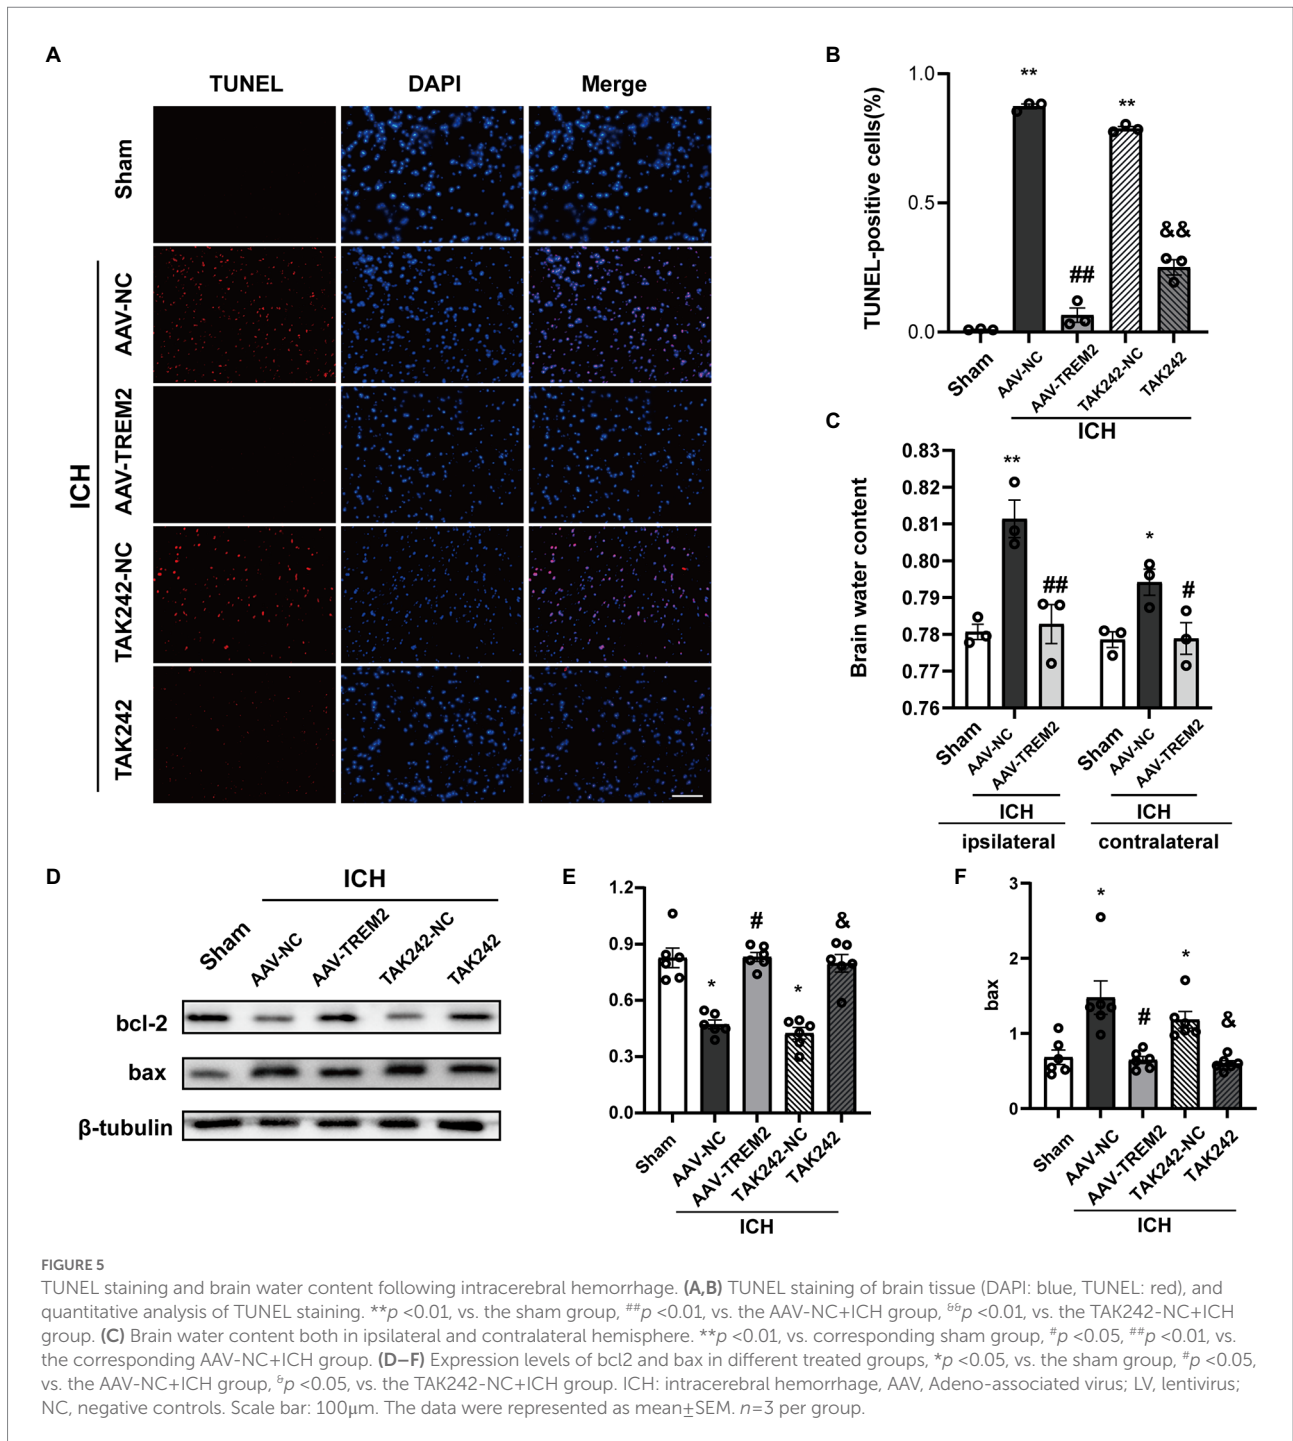 A
TUNEL DAPI Merge
Sham
ICH
AAV-NC
AAV-TREM2
TAK242-NC
TAK242
B
TUNEL-positive cells(%)
1.0
0.5
0.0
**
##
**
&&
Sham
AAV-NC
AAV-TREM2
TAK242-NC
TAK242
ICH
C
Brain water content
0.83
0.82
0.81
0.80
0.79
0.78
0.77
0.76
**
##
*
#
Sham
AAV-NC
AAV-TREM2
Sham
AAV-NC
AAV-TREM2
ICH ICH
ipsilateral contralateral
D
ICH
Sham
AAV-NC
AAV-TREM2
TAK242-NC
TAK242
bcl-2
bax
β-tubulin
E
1.2
0.9
0.6
0.3
0.0
*
#
*
&
Sham
AAV-NC
AAV-TREM2
TAK242-NC
TAK242
ICH
F
bax
3
2
1
0
*
#
*
&
Sham
AAV-NC
AAV-TREM2
TAK242-NC
TAK242
ICH
FIGURE 5
TUNEL staining and brain water content following intracerebral hemorrhage. (A,B) TUNEL staining of brain tissue (DAPI: blue, TUNEL: red), and
quantitative analysis of TUNEL staining. **p <0.01, vs. the sham group, ##p <0.01, vs. the AAV-NC+ICH group, &&p <0.01, vs. the TAK242-NC+ICH
group. (C) Brain water content both in ipsilateral and contralateral hemisphere. **p <0.01, vs. corresponding sham group, #p <0.05, ##p <0.01, vs.
the corresponding AAV-NC+ICH group. (D–F) Expression levels of bcl2 and bax in different treated groups, *p <0.05, vs. the sham group, #p <0.05,
vs. the AAV-NC+ICH group, &p <0.05, vs. the TAK242-NC+ICH group. ICH: intracerebral hemorrhage, AAV, Adeno-associated virus; LV, lentivirus;
NC, negative controls. Scale bar: 100μm. The data were represented as mean±SEM. n=3 per group.